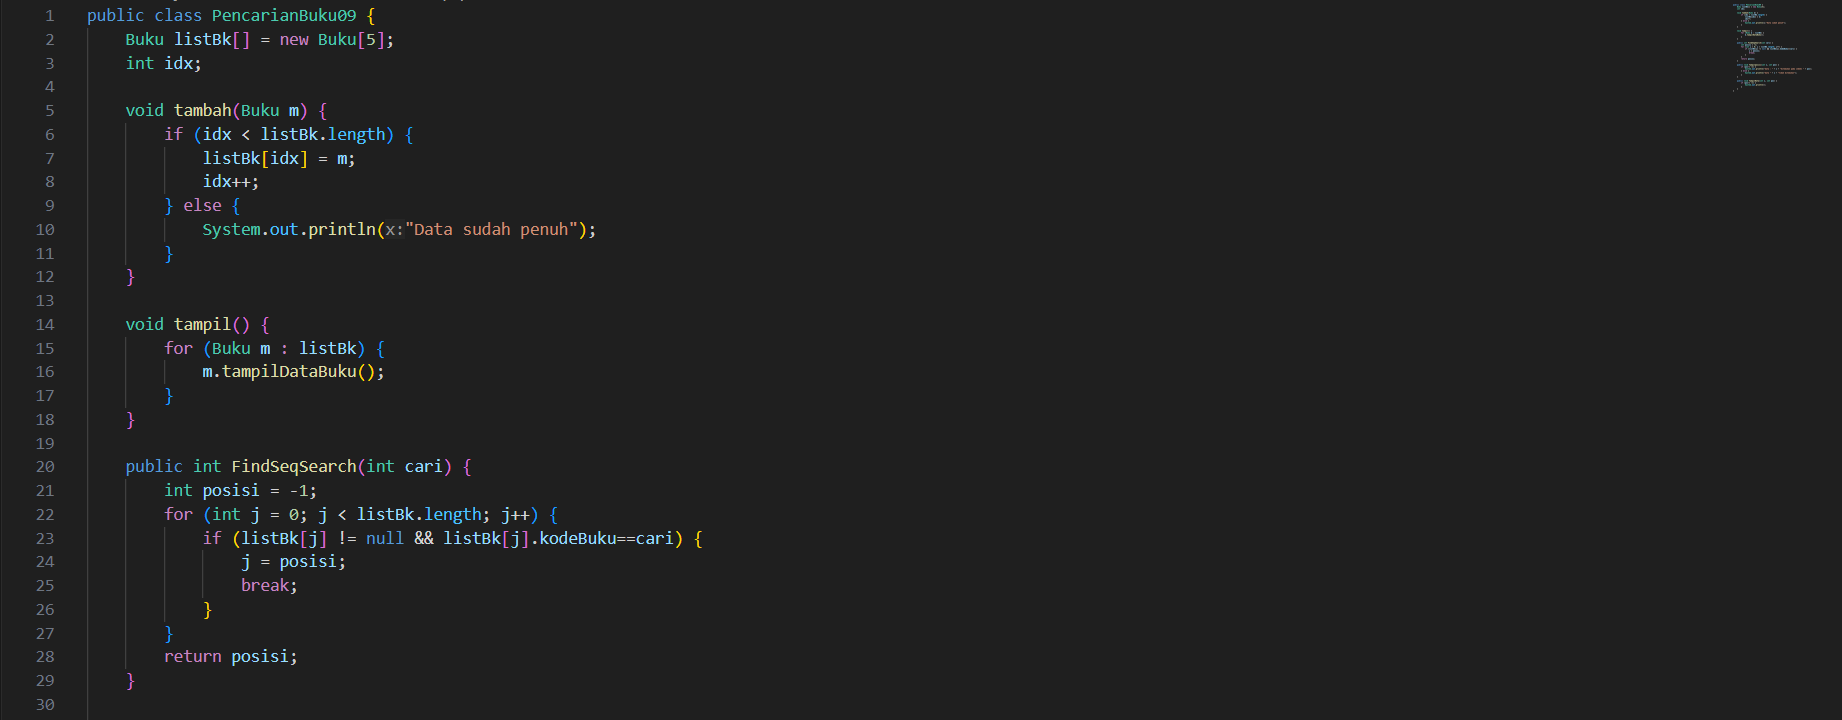 1 public class PencarianBuku09 {
2 Buku listBk[] = new Buku[5];
3 int idx;
4
5 void tambah(Buku m) {
6 if (idx < listBk.length) {
7 listBk[idx] = m;
8 idx++;
9 } else {
10 System.out.println(x:"Data sudah penuh");
11 }
12 }
13
14 void tampil() {
15 for (Buku m : listBk) {
16 m.tampilDataBuku();
17 }
18 }
19
20 public int FindSeqSearch(int cari) {
21 int posisi = -1;
22 for (int j = 0; j < listBk.length; j++) {
23 if (listBk[j] != null && listBk[j].kodeBuku==cari) {
24 j = posisi;
25 break;
26 }
27 }
28 return posisi;
29 }
30